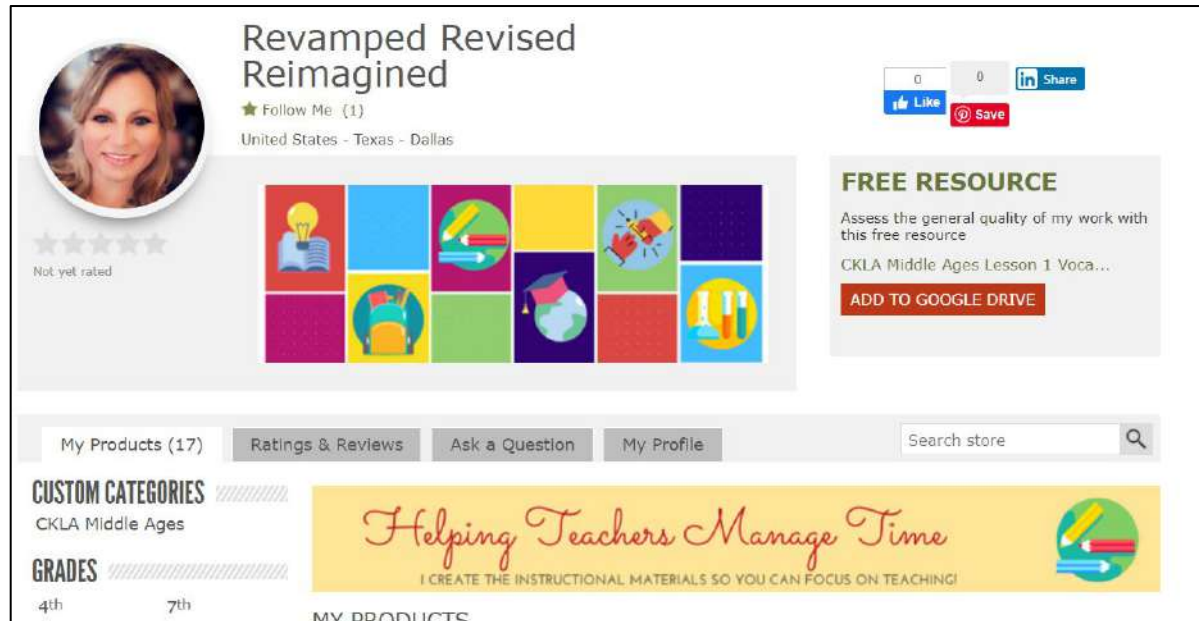 Revamped Revised
Reimagined
Follow Me (1)
United States - Texas - Dallas
0
Like
0
Save
in Share
Not yet rated
FREE RESOURCE
Assess the general quality of my work with
this free resource
CKLA Middle Ages Lesson 1 Voca...
ADD TO GOOGLE DRIVE
My Products (17)
Ratings & Reviews
Ask a Question
My Profile
Search store
CUSTOM CATEGORIES
CKLA Middle Ages
GRADES
4th 7th
Helping Teachers Manage Time
I CREATE THE INSTRUCTIONAL MATERIALS SO YOU CAN FOCUS ON TEACHING!
MY PRODUCTS